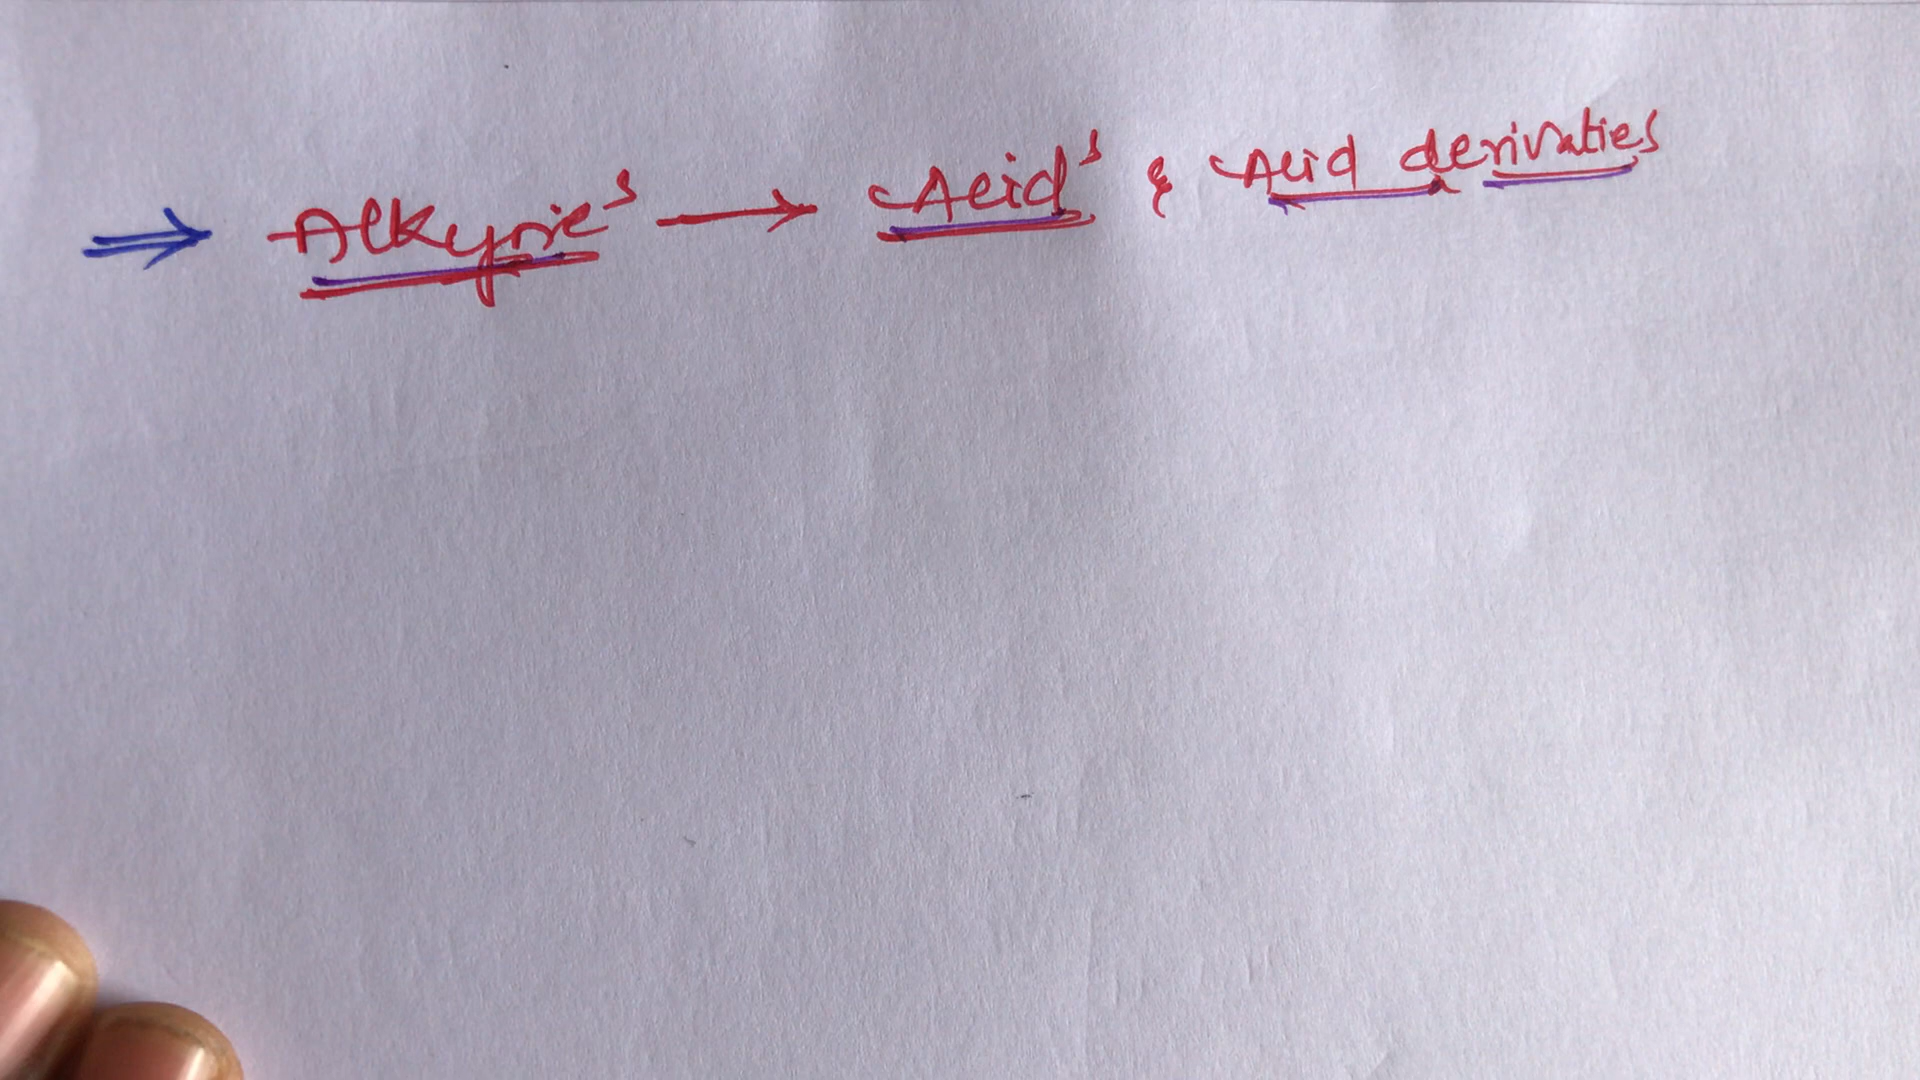 ⇒ Alkyne's → Acid's & Acid derivaties